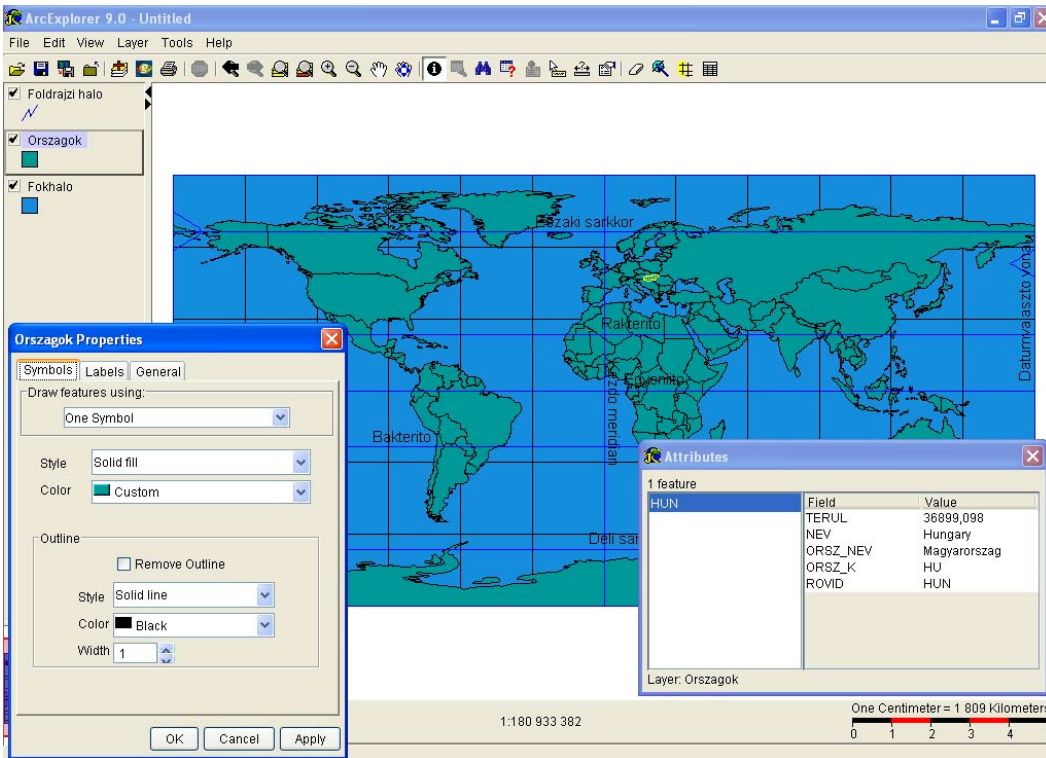 ArcExplorer 9.0 - Untitled
File Edit View Layer Tools Help
Foldrajzi halo
Orszagok
Fokhalo
Eszaki sarkkor
Rakterito
Egyenlito
Kezdo meridian
Bakterito
Deli sar
Orszagok Properties
Symbols Labels General
Draw features using:
One Symbol
Style Solid fill
Color Custom
Outline
Remove Outline
Style Solid line
Color Black
Width 1
OK Cancel Apply
Attributes
1 feature
HUN
Field Value
TERUL 36899,098
NEV Hungary
ORSZ_NEV Magyarorszag
ORSZ_K HU
ROVID HUN
Layer: Orszagok
1:180 933 382
One Centimeter = 1 809 Kilometers
0 1 2 3 4